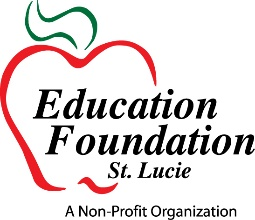 Education
Foundation
St. Lucie
A Non-Profit Organization